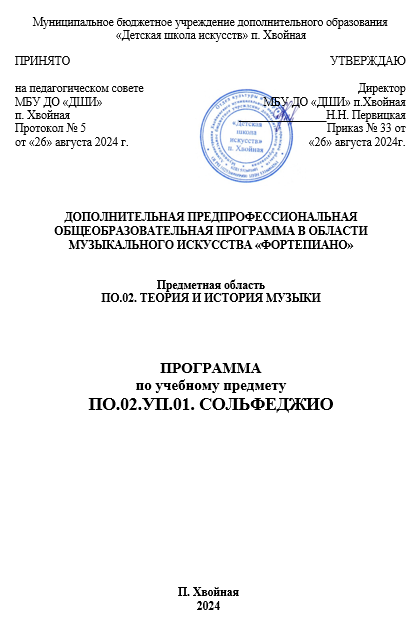 Муниципальное бюджетное учреждение дополнительного образования
«Детская школа искусств» п. Хвойная
ПРИНЯТО УТВЕРЖДАЮ
на педагогическом совете Директор
МБУ ДО «ДШИ» МБУ ДО «ДШИ» п.Хвойная
п. Хвойная ______________Н.Н. Первицкая
Протокол № 5 Приказ № 33 от
от «26» августа 2024 г. «26» августа 2024г.
«Детская
школа
искусств»
п. Хвойная
ДОПОЛНИТЕЛЬНАЯ ПРЕДПРОФЕССИОНАЛЬНАЯ
ОБЩЕОБРАЗОВАТЕЛЬНАЯ ПРОГРАММА В ОБЛАСТИ
МУЗЫКАЛЬНОГО ИСКУССТВА «ФОРТЕПИАНО»
Предметная область
ПО.02. ТЕОРИЯ И ИСТОРИЯ МУЗЫКИ
ПРОГРАММА
по учебному предмету
ПО.02.УП.01. СОЛЬФЕДЖИО
П. Хвойная
2024